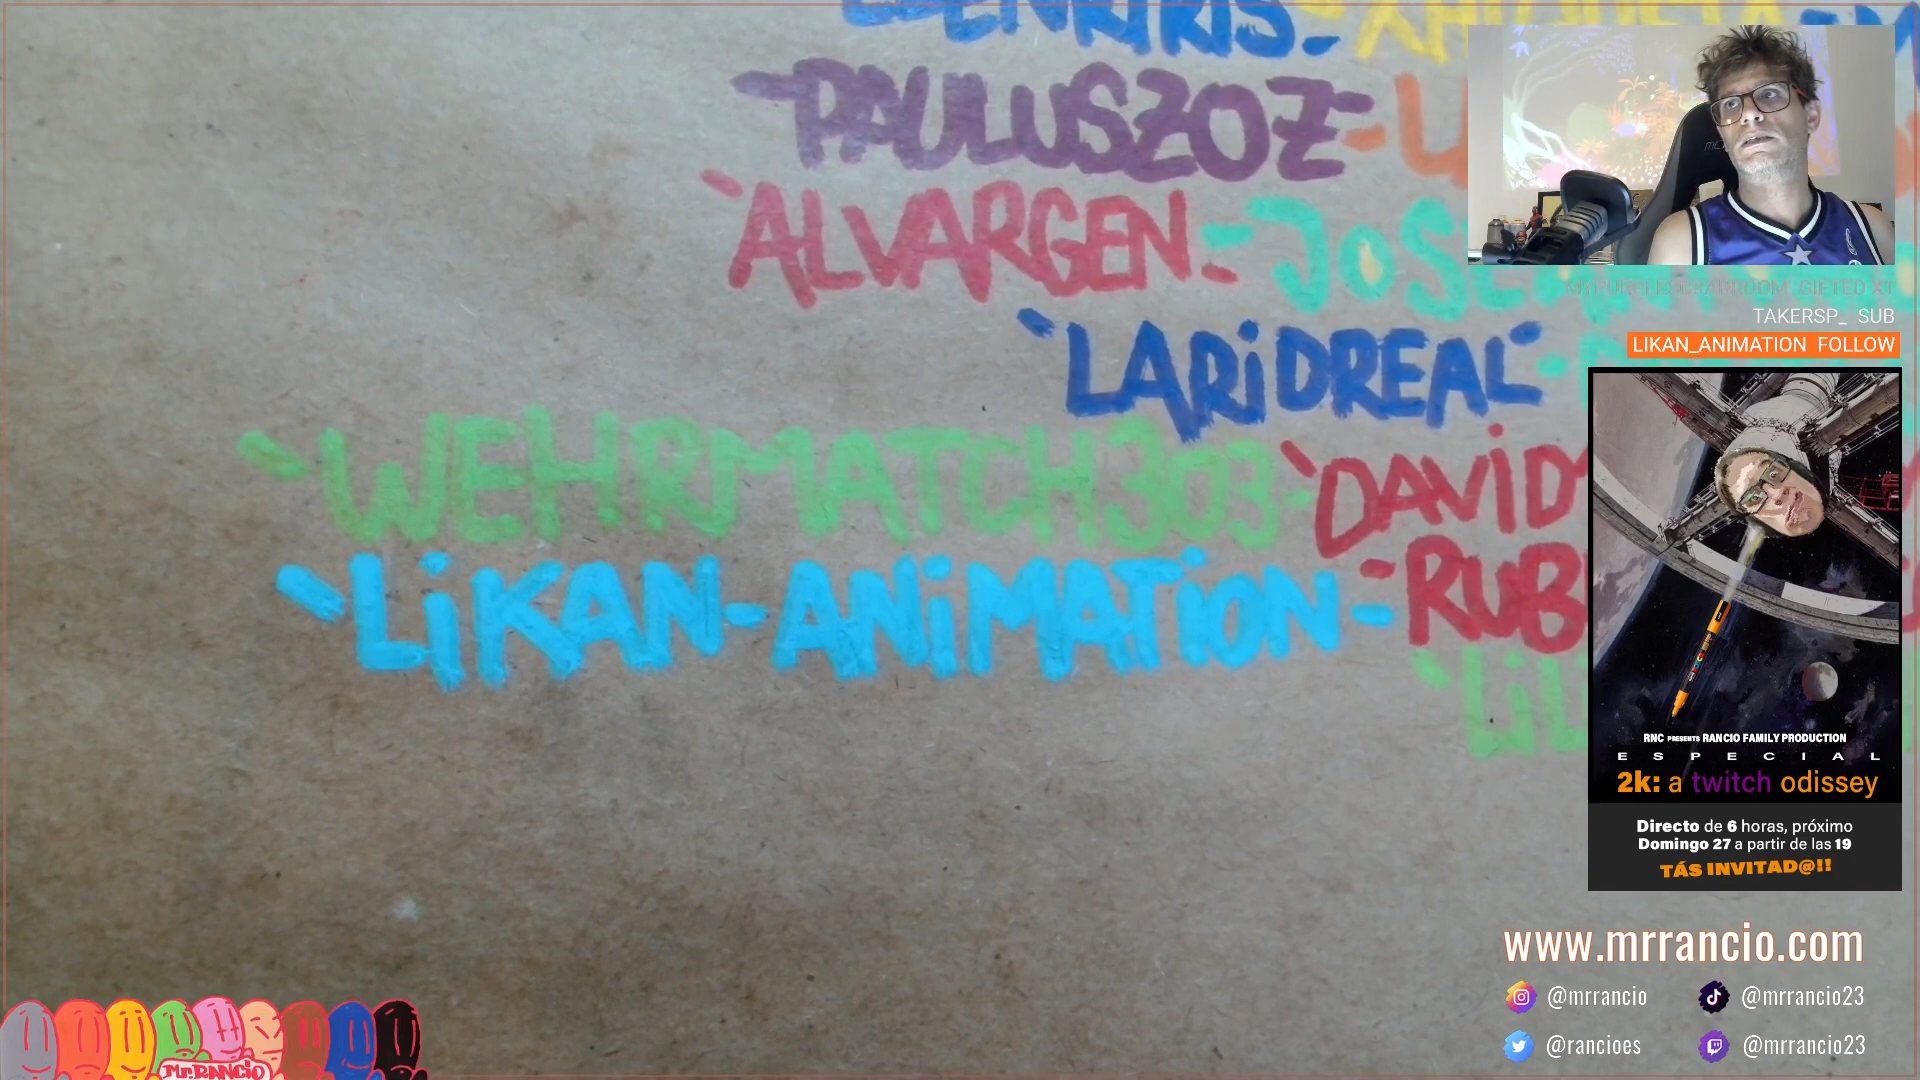 EDENKRIS-
-PAULUSZOZ-
`ALVARGEN-
`LARiDREAL´-
`WEHRMATCH303- `DAViD
`LiKAN-ANiMATiON- -RUB
TAKERSP_ SUB
LIKAN_ANIMATION FOLLOW
RNC PRESENTS RANCIO FAMILY PRODUCTION
ESPECIAL
2k: a twitch odissey
Directo de 6 horas, próximo
Domingo 27 a partir de las 19
TÁS INVITAD@!!
www.mrrancio.com
@mrrancio @mrrancio23
@rancioes @mrrancio23
Mr.RANCiO